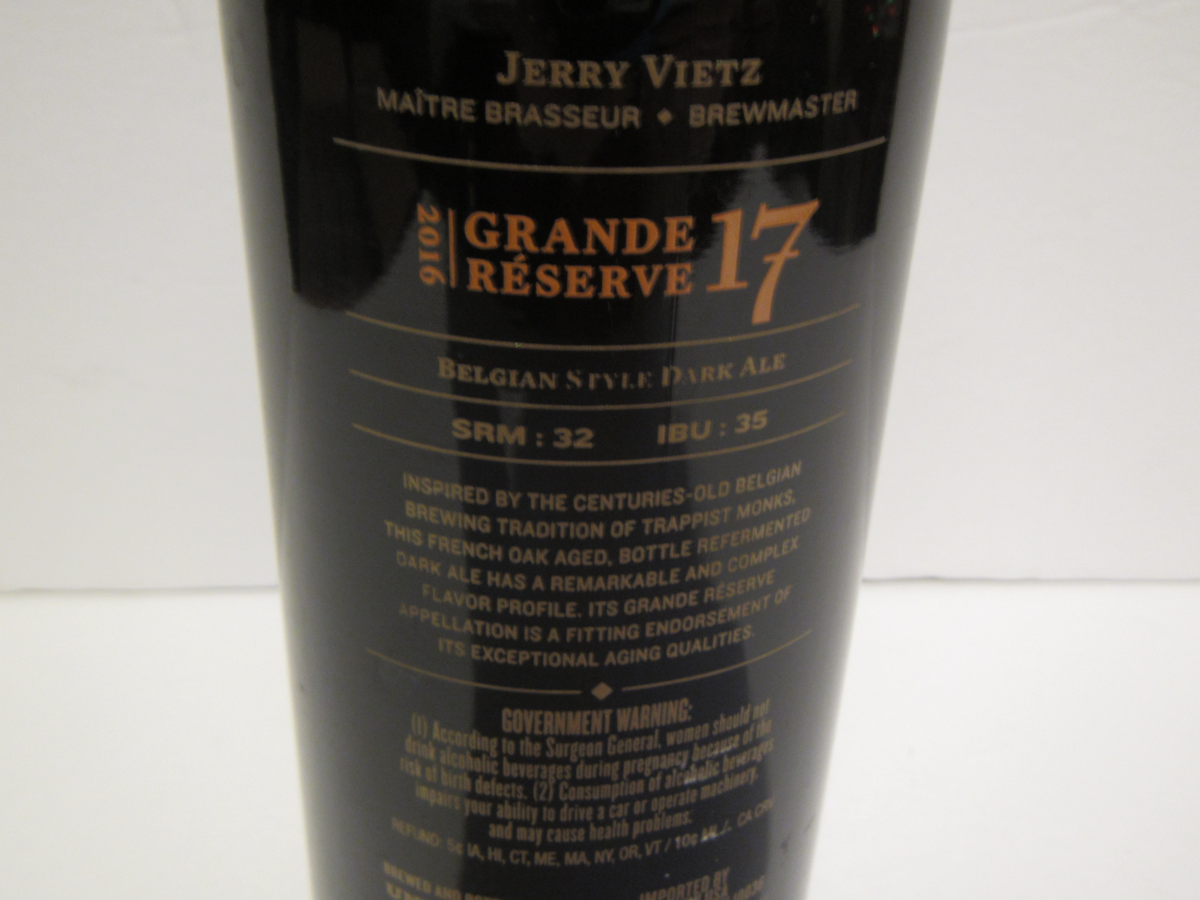 JERRY VIETZ
MAÎTRE BRASSEUR ◆ BREWMASTER
2016 GRANDE RÉSERVE 17
BELGIAN STYLE DARK ALE
SRM : 32 IBU : 35
INSPIRED BY THE CENTURIES-OLD BELGIAN
BREWING TRADITION OF TRAPPIST MONKS,
THIS FRENCH OAK AGED, BOTTLE REFERMENTED
DARK ALE HAS A REMARKABLE AND COMPLEX
FLAVOR PROFILE. ITS GRANDE RÉSERVE
APPELLATION IS A FITTING ENDORSEMENT OF
ITS EXCEPTIONAL AGING QUALITIES.
GOVERNMENT WARNING:
(1) According to the Surgeon General, women should not
drink alcoholic beverages during pregnancy because of the
risk of birth defects. (2) Consumption of alcoholic beverages
impairs your ability to drive a car or operate machinery,
and may cause health problems.
REFUND: 5¢ IA, HI, CT, ME, MA, NY, OR, VT / 10¢ MI /. CA CRV
BREWED AND IMPORTED BY